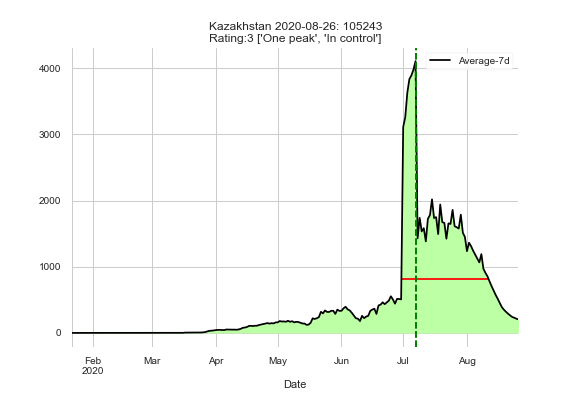 Kazakhstan 2020-08-26: 105243
Rating:3 ['One peak', 'In control']
Average-7d
4000
3000
2000
1000
0
Feb Mar Apr May Jun Jul Aug
2020
Date